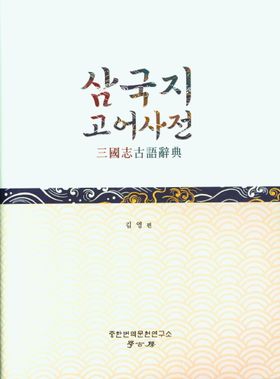 삼국지
고어사전
三國志古語辭典
김 영 편
중한번역문헌연구소
學古房